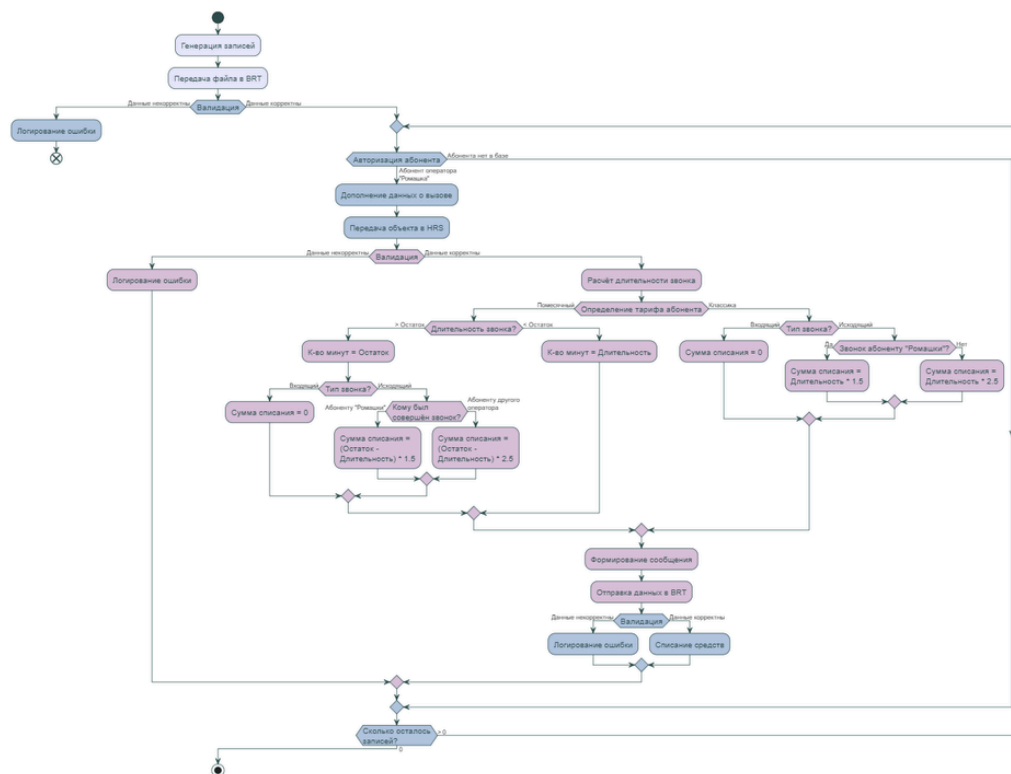 Генерация записей
Передача файла в BRT
Данные некорректны
Валидация
Данные корректны
Логирование ошибки
Авторизация абонента
Абонента нет в базе
Абонент оператора
"Ромашка"
Дополнение данных о вызове
Передача объекта в HRS
Данные некорректны
Валидация
Данные корректны
Логирование ошибки
Расчёт длительности звонка
Помесячный
Определение тарифа абонента
Классика
> Остаток
Длительность звонка?
< Остаток
Входящий
Тип звонка?
Исходящий
К-во минут = Остаток
К-во минут = Длительность
Сумма списания = 0
Да
Звонок абоненту "Ромашки"?
Нет
Сумма списания =
Длительность * 1.5
Сумма списания =
Длительность * 2.5
Входящий
Тип звонка?
Исходящий
Сумма списания = 0
Абоненту "Ромашки"
Кому был
совершён звонок?
Абоненту другого
оператора
Сумма списания =
(Остаток -
Длительность) * 1.5
Сумма списания =
(Остаток -
Длительность) * 2.5
Формирование сообщения
Отправка данных в BRT
Данные некорректны
Валидация
Данные корректны
Логирование ошибки
Списание средств
Сколько осталось
записей?
> 0
0